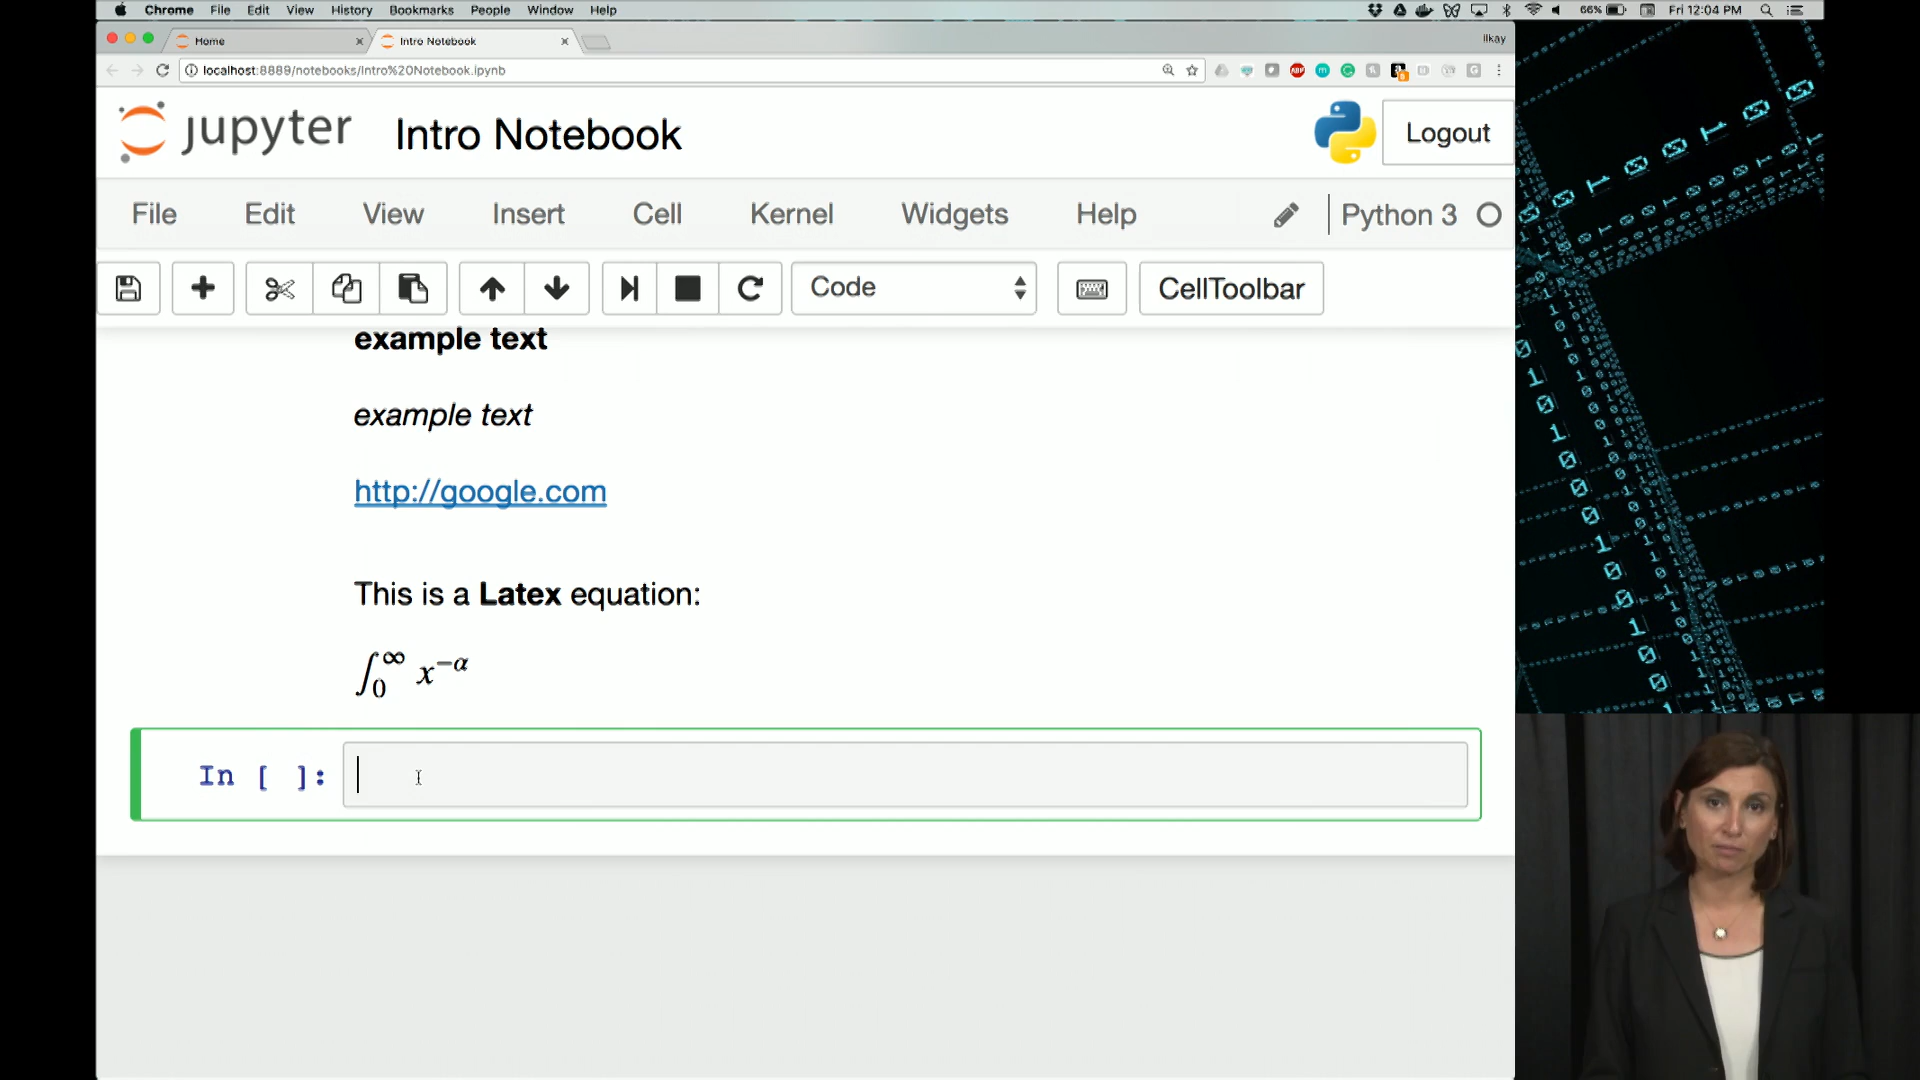 Chrome File Edit View History Bookmarks People Window Help 66% Fri 12:04 PM
Home Intro Notebook Ilkay
localhost:8889/notebooks/Intro%20Notebook.ipynb
jupyter Intro Notebook Logout
File Edit View Insert Cell Kernel Widgets Help Python 3
Code CellToolbar
example text
example text
http://google.com
This is a Latex equation:
∫₀^∞ x^−α
In [ ]: